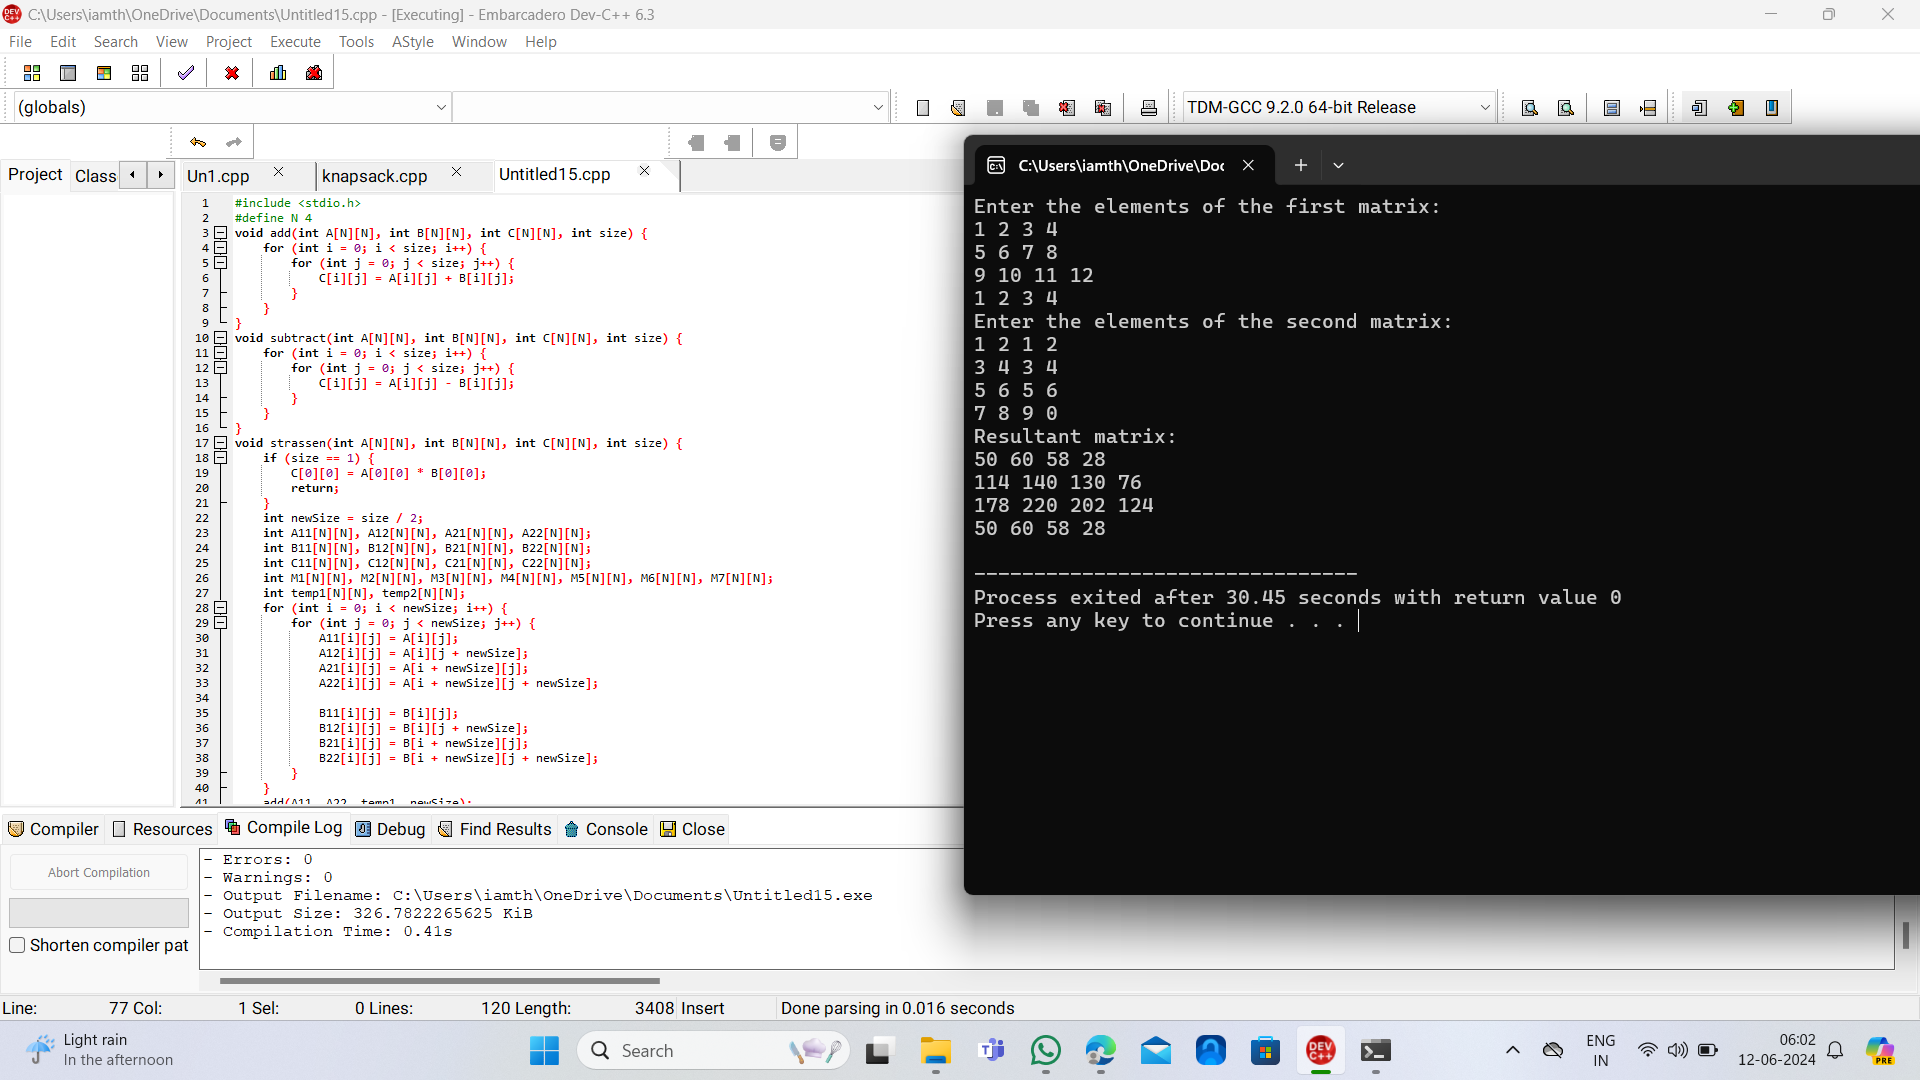 C:\Users\iamth\OneDrive\Documents\Untitled15.cpp - [Executing] - Embarcadero Dev-C++ 6.3
File Edit Search View Project Execute Tools AStyle Window Help
(globals)
TDM-GCC 9.2.0 64-bit Release
Project Class Un1.cpp knapsack.cpp Untitled15.cpp
1 #include <stdio.h>
2 #define N 4
3 void add(int A[N][N], int B[N][N], int C[N][N], int size) {
4 for (int i = 0; i < size; i++) {
5 for (int j = 0; j < size; j++) {
6 C[i][j] = A[i][j] + B[i][j];
7 }
8 }
9 }
10 void subtract(int A[N][N], int B[N][N], int C[N][N], int size) {
11 for (int i = 0; i < size; i++) {
12 for (int j = 0; j < size; j++) {
13 C[i][j] = A[i][j] - B[i][j];
14 }
15 }
16 }
17 void strassen(int A[N][N], int B[N][N], int C[N][N], int size) {
18 if (size == 1) {
19 C[0][0] = A[0][0] * B[0][0];
20 return;
21 }
22 int newSize = size / 2;
23 int A11[N][N], A12[N][N], A21[N][N], A22[N][N];
24 int B11[N][N], B12[N][N], B21[N][N], B22[N][N];
25 int C11[N][N], C12[N][N], C21[N][N], C22[N][N];
26 int M1[N][N], M2[N][N], M3[N][N], M4[N][N], M5[N][N], M6[N][N], M7[N][N];
27 int temp1[N][N], temp2[N][N];
28 for (int i = 0; i < newSize; i++) {
29 for (int j = 0; j < newSize; j++) {
30 A11[i][j] = A[i][j];
31 A12[i][j] = A[i][j + newSize];
32 A21[i][j] = A[i + newSize][j];
33 A22[i][j] = A[i + newSize][j + newSize];
34
35 B11[i][j] = B[i][j];
36 B12[i][j] = B[i][j + newSize];
37 B21[i][j] = B[i + newSize][j];
38 B22[i][j] = B[i + newSize][j + newSize];
39 }
40 }
41 add(A11, A22, temp1, newSize);
C:\Users\iamth\OneDrive\Doc
Enter the elements of the first matrix:
1 2 3 4
5 6 7 8
9 10 11 12
1 2 3 4
Enter the elements of the second matrix:
1 2 1 2
3 4 3 4
5 6 5 6
7 8 9 0
Resultant matrix:
50 60 58 28
114 140 130 76
178 220 202 124
50 60 58 28
--------------------------------
Process exited after 30.45 seconds with return value 0
Press any key to continue . . .
Compiler Resources Compile Log Debug Find Results Console Close
Abort Compilation
Shorten compiler pat
- Errors: 0
- Warnings: 0
- Output Filename: C:\Users\iamth\OneDrive\Documents\Untitled15.exe
- Output Size: 326.7822265625 KiB
- Compilation Time: 0.41s
Line: 77 Col: 1 Sel: 0 Lines: 120 Length: 3408 Insert Done parsing in 0.016 seconds
Light rain
In the afternoon
Search
DEV C++
ENG
IN
06:02
12-06-2024
PRE